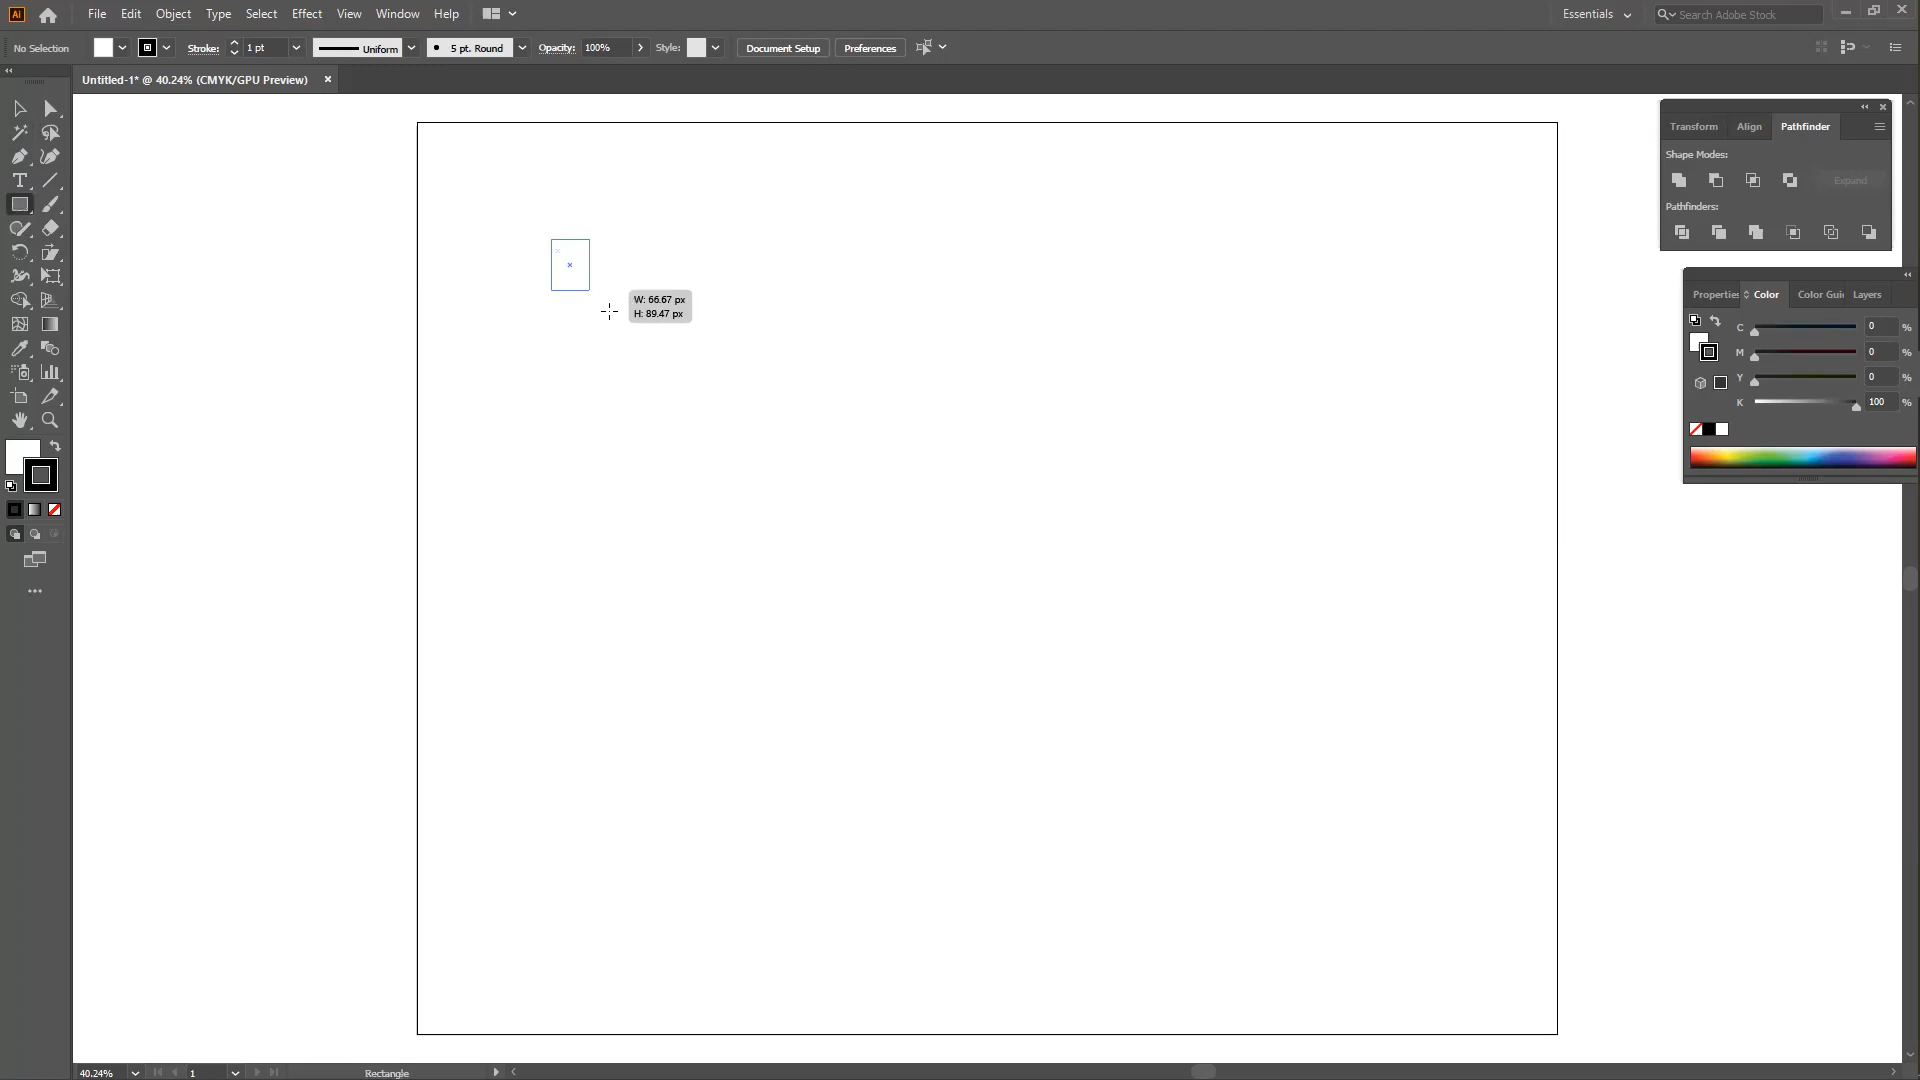 Ai
File Edit Object Type Select Effect View Window Help
Essentials
Search Adobe Stock
No Selection
Stroke: 1 pt
Uniform
5 pt. Round
Opacity: 100%
Style:
Document Setup
Preferences
Untitled-1* @ 40.24% (CMYK/GPU Preview)
Transform Align Pathfinder
Shape Modes:
Expand
Pathfinders:
W: 66.67 px
H: 89.47 px
Properties Color Color Gui Layers
C 0 %
M 0 %
Y 0 %
K 100 %
40.24% 1 Rectangle